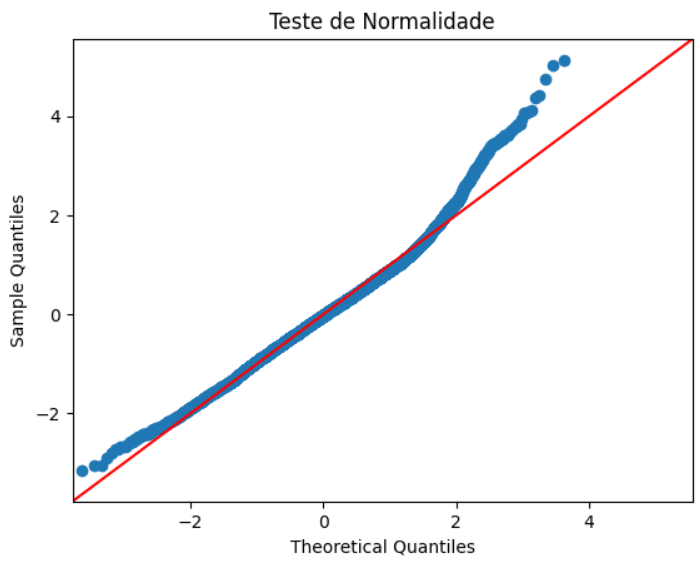 Teste de Normalidade
4
2
0
−2
Sample Quantiles
−2 0 2 4
Theoretical Quantiles